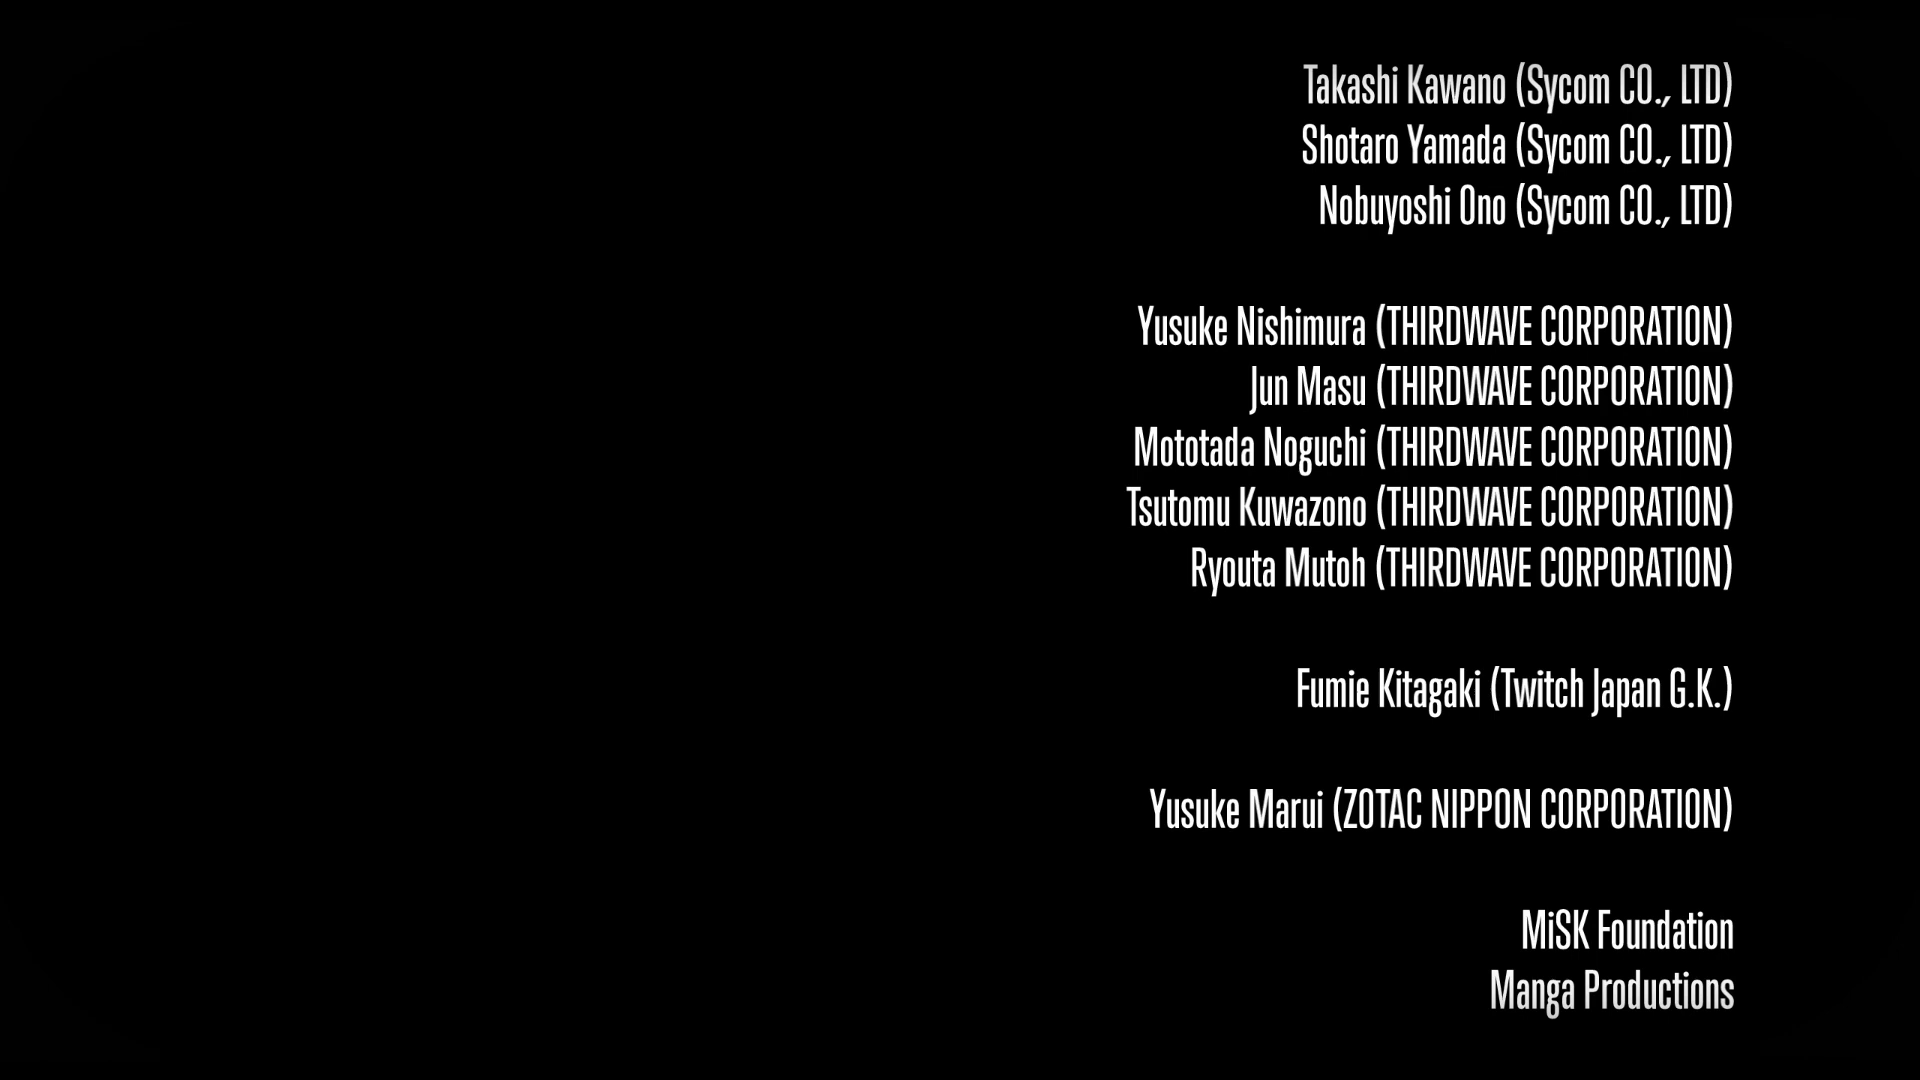 Takashi Kawano (Sycom CO., LTD)
Shotaro Yamada (Sycom CO., LTD)
Nobuyoshi Ono (Sycom CO., LTD)
Yusuke Nishimura (THIRDWAVE CORPORATION)
Jun Masu (THIRDWAVE CORPORATION)
Mototada Noguchi (THIRDWAVE CORPORATION)
Tsutomu Kuwazono (THIRDWAVE CORPORATION)
Ryouta Mutoh (THIRDWAVE CORPORATION)
Fumie Kitagaki (Twitch Japan G.K.)
Yusuke Marui (ZOTAC NIPPON CORPORATION)
MiSK Foundation
Manga Productions